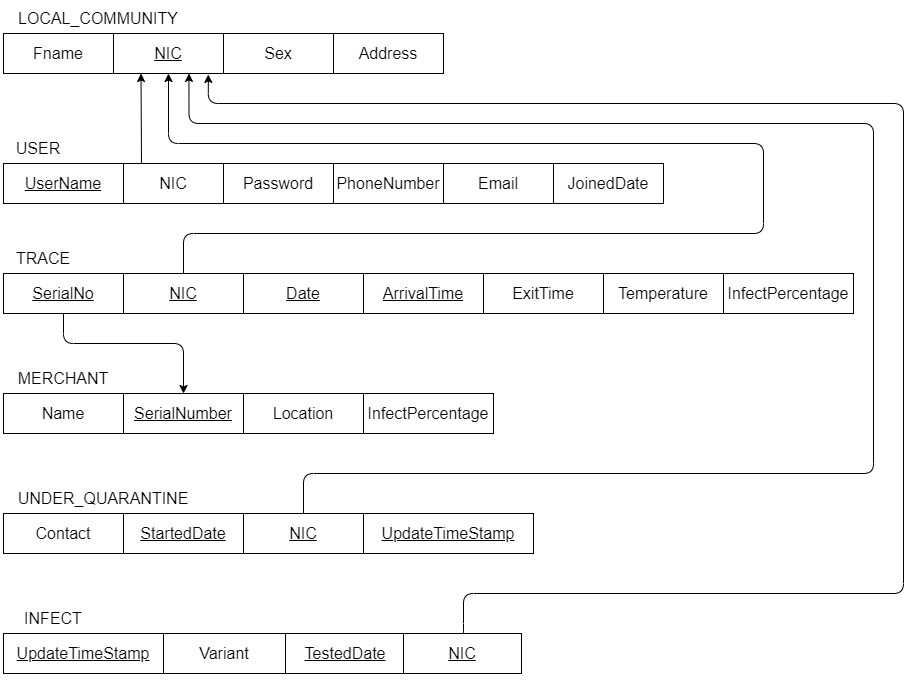 LOCAL_COMMUNITY
Fname NIC Sex Address
USER
UserName NIC Password PhoneNumber Email JoinedDate
TRACE
SerialNo NIC Date ArrivalTime ExitTime Temperature InfectPercentage
MERCHANT
Name SerialNumber Location InfectPercentage
UNDER_QUARANTINE
Contact StartedDate NIC UpdateTimeStamp
INFECT
UpdateTimeStamp Variant TestedDate NIC